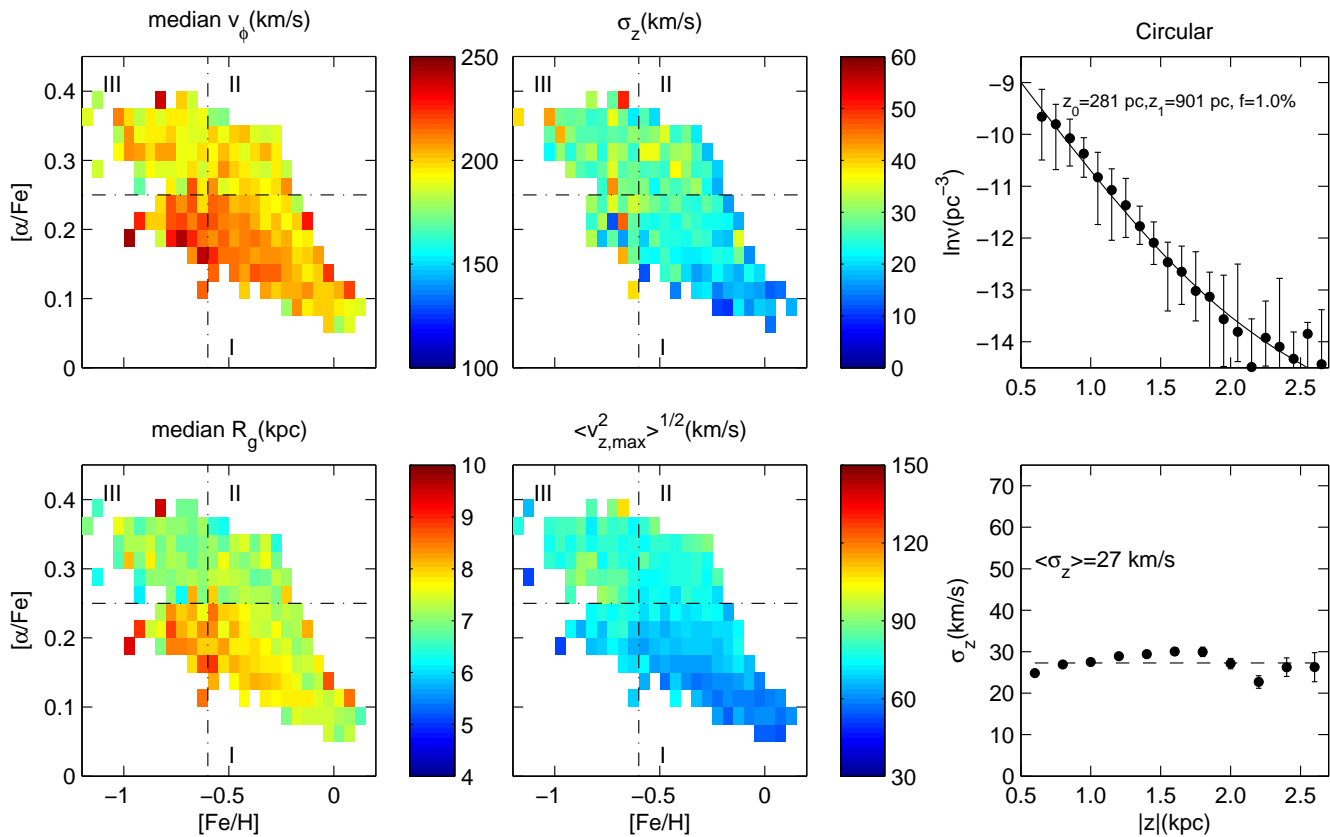 median v_ϕ(km/s)
σ_z(km/s)
Circular
III
II
I
[α/Fe]
0.4
0.3
0.2
0.1
0
250
200
150
100
III
II
I
60
50
40
30
20
10
0
z_0=281 pc,z_1=901 pc, f=1.0%
lnν(pc^−3)
−9
−10
−11
−12
−13
−14
0.5 1.0 1.5 2.0 2.5
median R_g(kpc)
<v^2_z,max>^1/2(km/s)
III
II
I
[α/Fe]
0.4
0.3
0.2
0.1
0
−1 −0.5 0
[Fe/H]
10
9
8
7
6
5
4
III
II
I
−1 −0.5 0
[Fe/H]
150
120
90
60
30
<σ_z>=27 km/s
σ_z(km/s)
70
60
50
40
30
20
10
0
0.5 1.0 1.5 2.0 2.5
|z|(kpc)